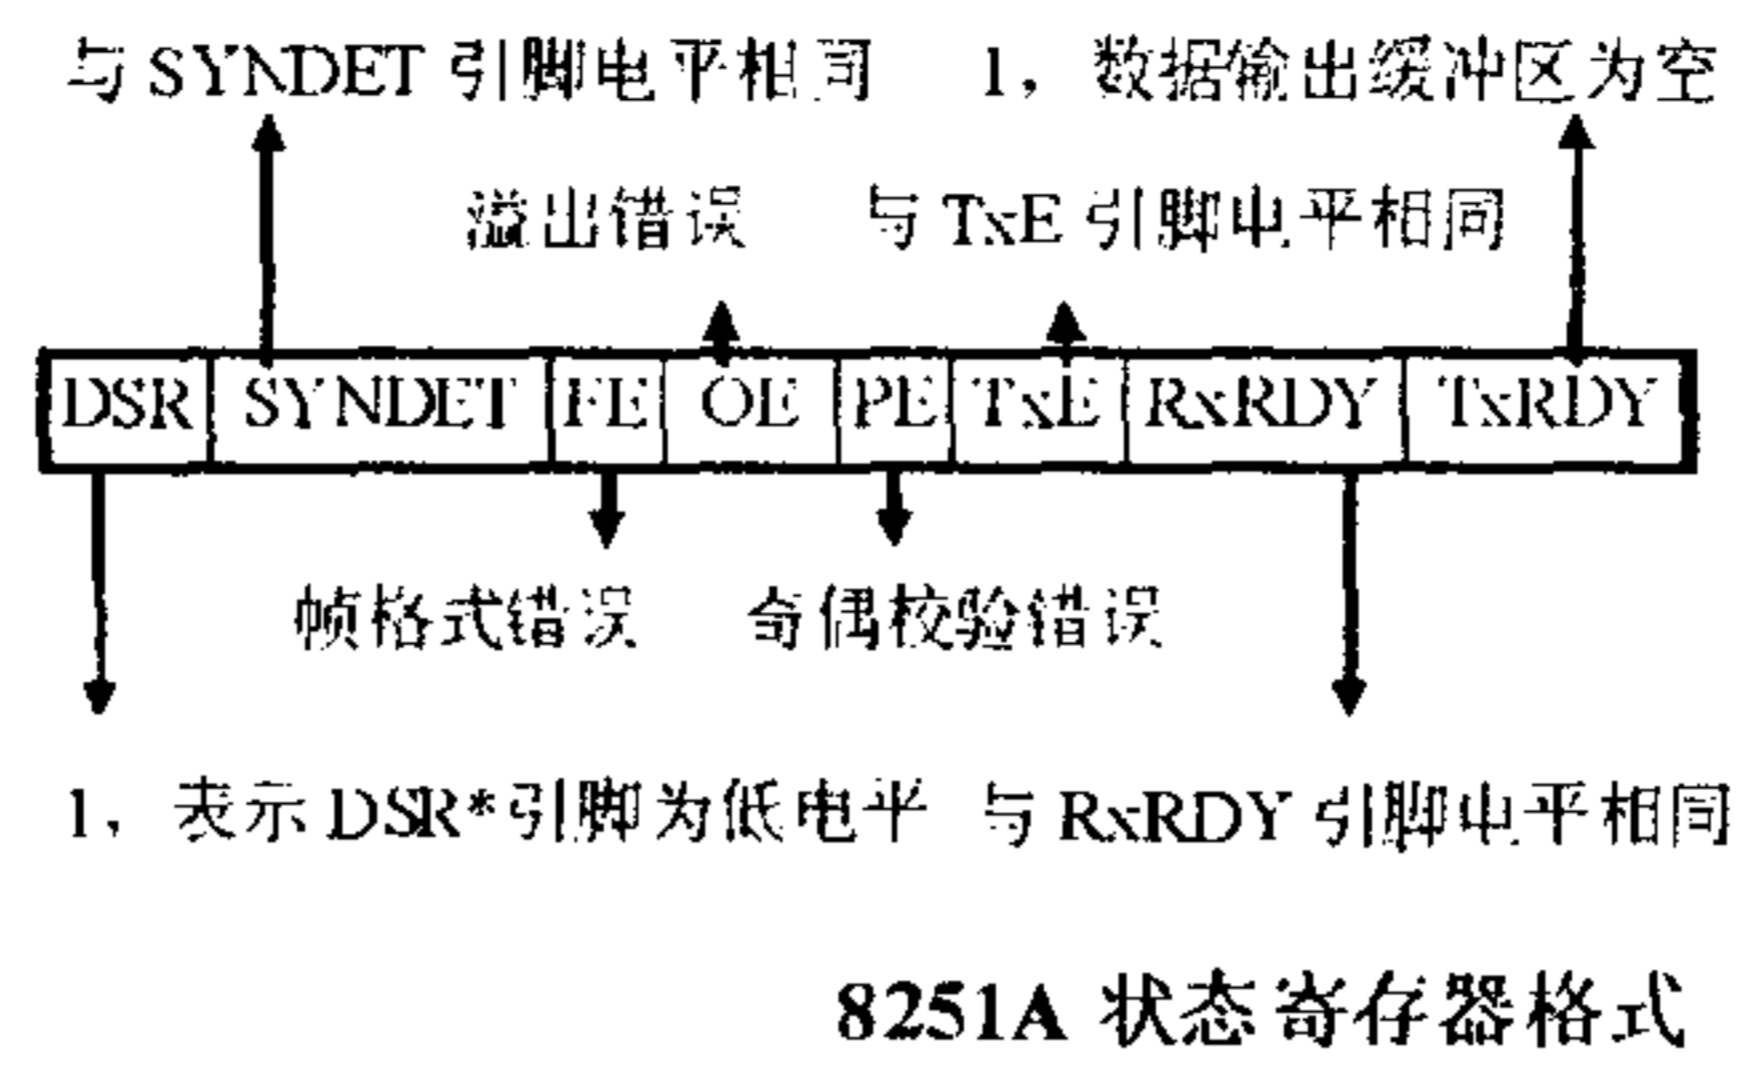 与 SYNDET 引脚电平相同 1，数据输出缓冲区为空
溢出错误 与 TxE 引脚电平相同
DSR SYNDET FE OE PE TxE RxRDY TxRDY
帧格式错误 奇偶校验错误
1，表示 DSR*引脚为低电平 与 RxRDY 引脚电平相同
8251A 状态寄存器格式